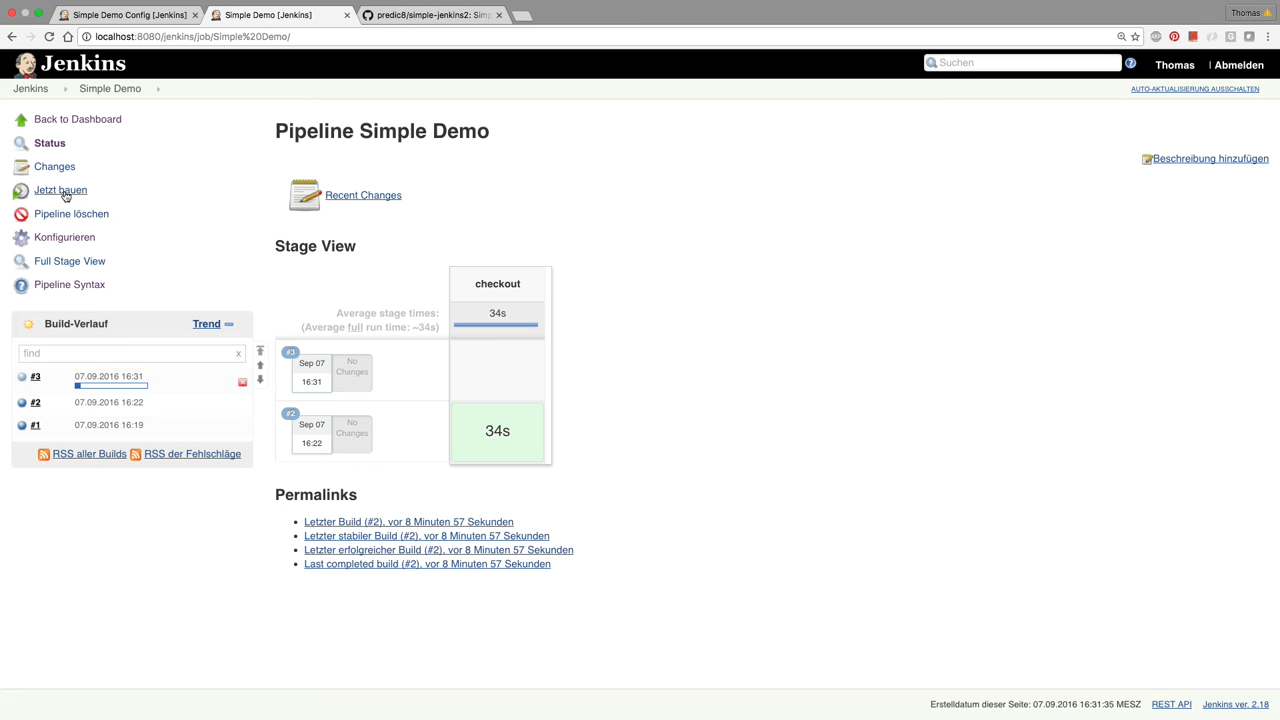 Simple Demo Config [Jenkins]
Simple Demo [Jenkins]
predic8/simple-jenkins2: Sim
Thomas
localhost:8080/jenkins/job/Simple%20Demo/
Jenkins
Suchen
Thomas
| Abmelden
Jenkins
Simple Demo
AUTO-AKTUALISIERUNG AUSSCHALTEN
Back to Dashboard
Status
Changes
Jetzt bauen
Pipeline löschen
Konfigurieren
Full Stage View
Pipeline Syntax
Build-Verlauf
Trend
find
x
#3 07.09.2016 16:31
#2 07.09.2016 16:22
#1 07.09.2016 16:19
RSS aller Builds
RSS der Fehlschläge
Pipeline Simple Demo
Beschreibung hinzufügen
Recent Changes
Stage View
checkout
Average stage times:
(Average full run time: ~34s)
34s
#3
Sep 07
16:31
No
Changes
#2
Sep 07
16:22
No
Changes
34s
Permalinks
Letzter Build (#2), vor 8 Minuten 57 Sekunden
Letzter stabiler Build (#2), vor 8 Minuten 57 Sekunden
Letzter erfolgreicher Build (#2), vor 8 Minuten 57 Sekunden
Last completed build (#2), vor 8 Minuten 57 Sekunden
Erstelldatum dieser Seite: 07.09.2016 16:31:35 MESZ
REST API
Jenkins ver. 2.18